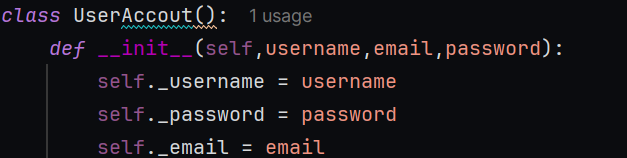 class UserAccout(): 1 usage
def __init__(self,username,email,password):
self._username = username
self._password = password
self._email = email